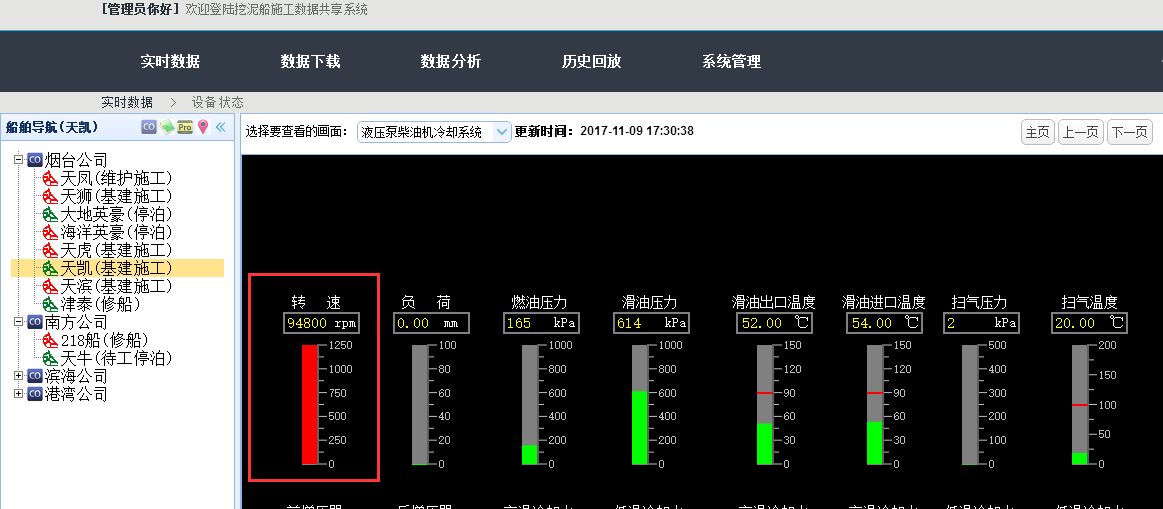 [管理员你好] 欢迎登陆挖泥船施工数据共享系统
实时数据 数据下载 数据分析 历史回放 系统管理
实时数据 > 设备状态
船舶导航(天凯) CO Pro «
选择要查看的画面： 液压泵柴油机冷却系统 更新时间：2017-11-09 17:30:38 主页 上一页 下一页
CO 烟台公司
天凤(维护施工)
天狮(基建施工)
大地英豪(停泊)
海洋英豪(停泊)
天虎(基建施工)
天凯(基建施工)
天滨(基建施工)
津泰(修船)
CO 南方公司
218船(修船)
天牛(待工停泊)
CO 滨海公司
CO 港湾公司
转 速 负 荷 燃油压力 滑油压力 滑油出口温度 滑油进口温度 扫气压力 扫气温度
94800 rpm 0.00 mm 165 kPa 614 kPa 52.00 ℃ 54.00 ℃ 2 kPa 20.00 ℃
1250 100 1000 1000 150 150 500 200
1000 80 800 800 120 120 400 150
750 60 600 600 90 90 300 100
500 40 400 400 60 60 200 50
250 20 200 200 30 30 100
0 0 0 0 0 0 0 0